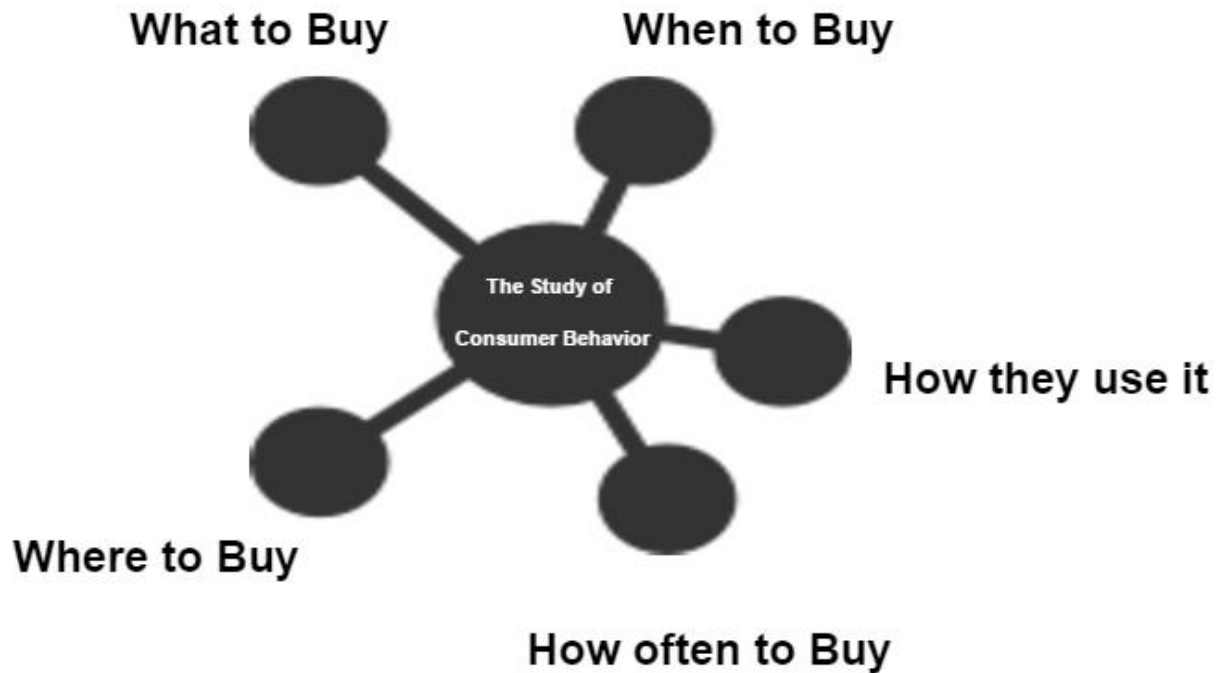 What to Buy
When to Buy
The Study of
Consumer Behavior
How they use it
Where to Buy
How often to Buy